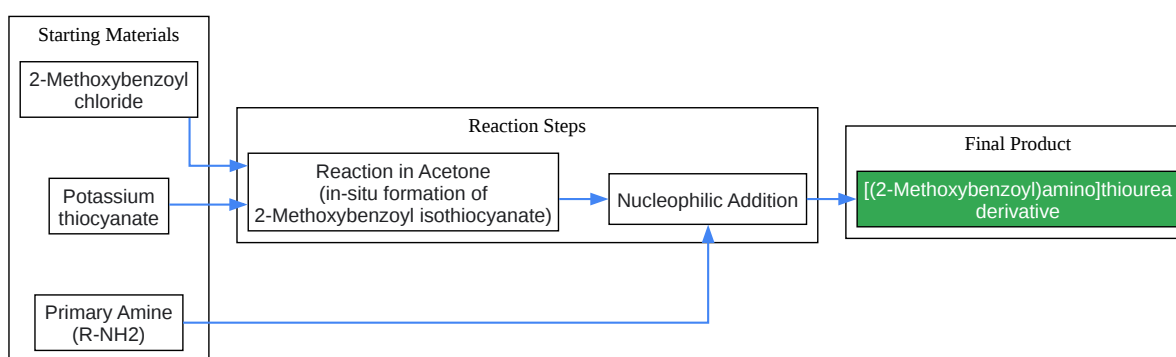 Starting Materials
2-Methoxybenzoyl
chloride
Potassium
thiocyanate
Primary Amine
(R-NH2)
Reaction Steps
Reaction in Acetone
(in-situ formation of
2-Methoxybenzoyl isothiocyanate)
Nucleophilic Addition
Final Product
[(2-Methoxybenzoyl)amino]thiourea
derivative